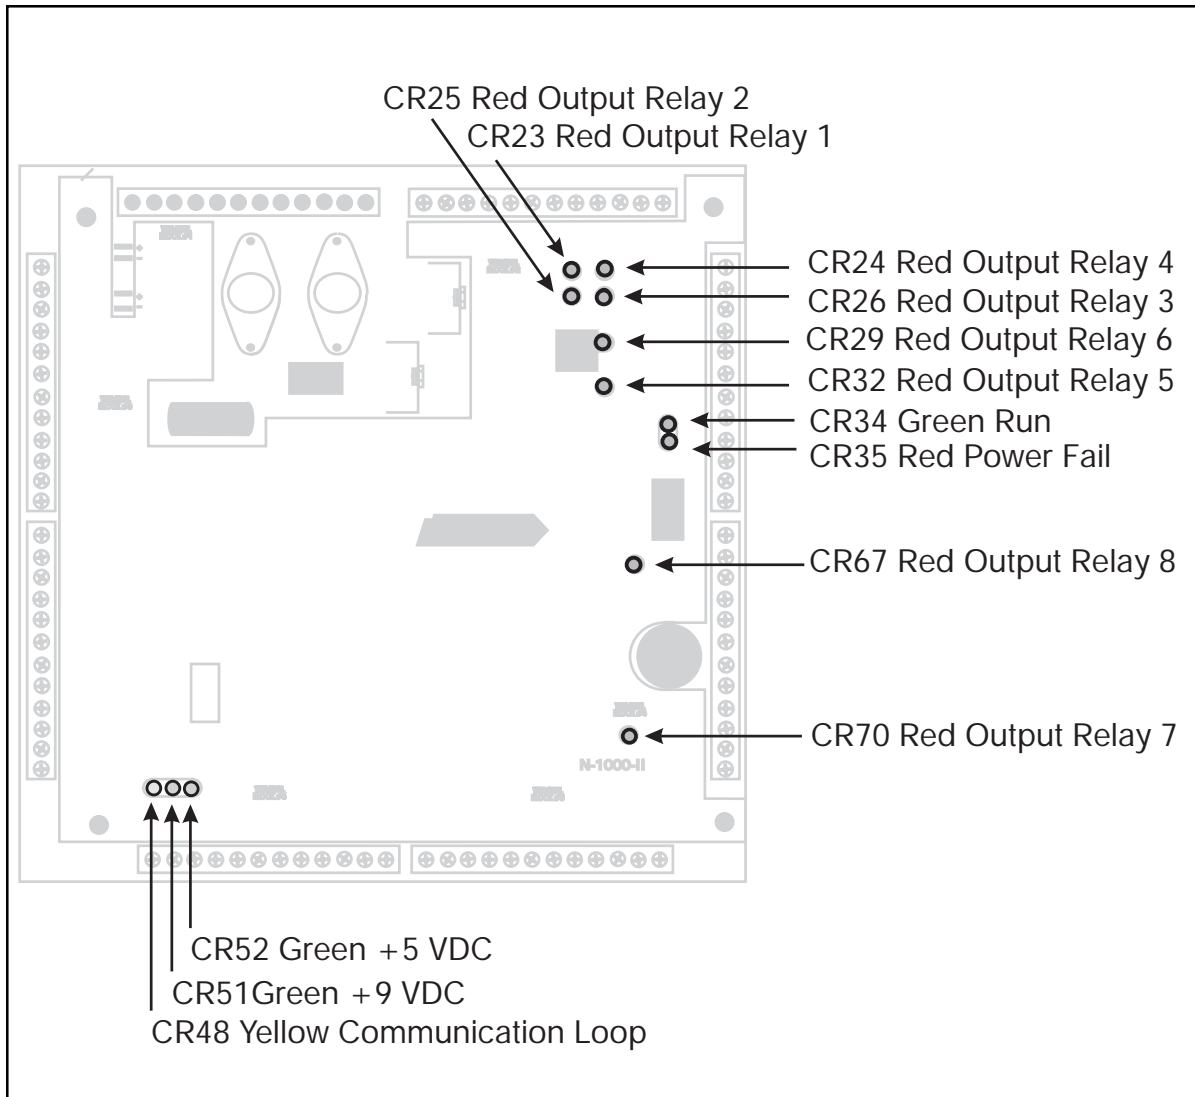 CR25 Red Output Relay 2
CR23 Red Output Relay 1
CR24 Red Output Relay 4
CR26 Red Output Relay 3
CR29 Red Output Relay 6
CR32 Red Output Relay 5
CR34 Green Run
CR35 Red Power Fail
CR67 Red Output Relay 8
CR70 Red Output Relay 7
N-1000-II
CR52 Green +5 VDC
CR51Green +9 VDC
CR48 Yellow Communication Loop